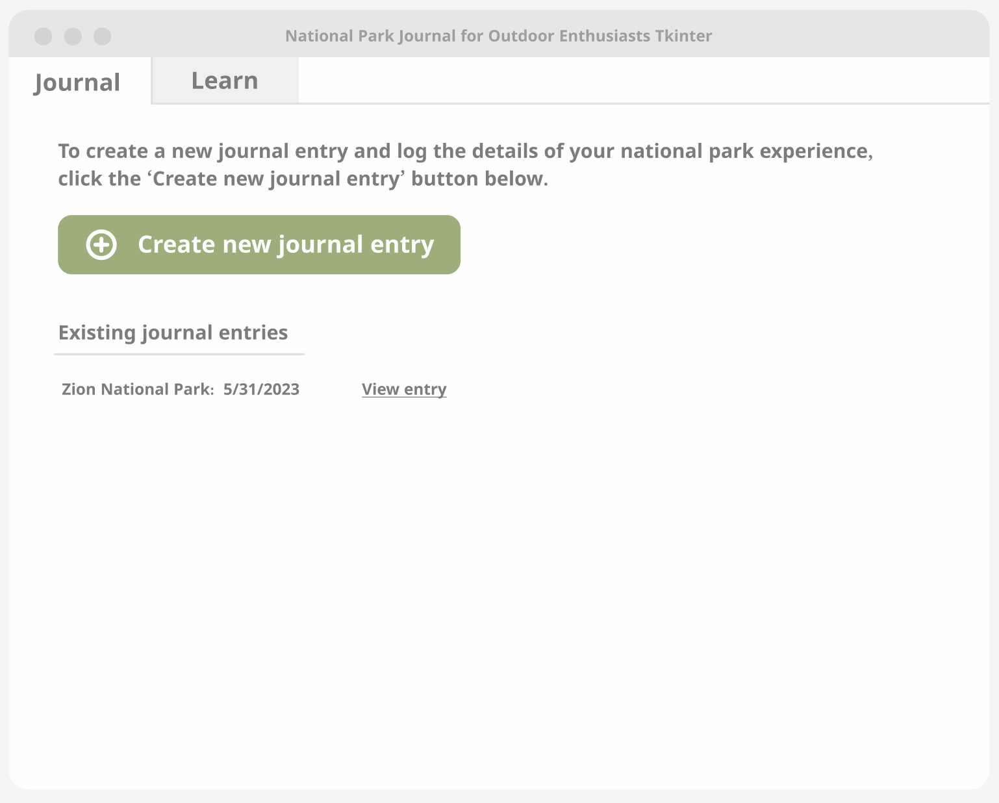 National Park Journal for Outdoor Enthusiasts Tkinter
Journal
Learn
To create a new journal entry and log the details of your national park experience,
click the ‘Create new journal entry’ button below.
Create new journal entry
Existing journal entries
Zion National Park: 5/31/2023
View entry